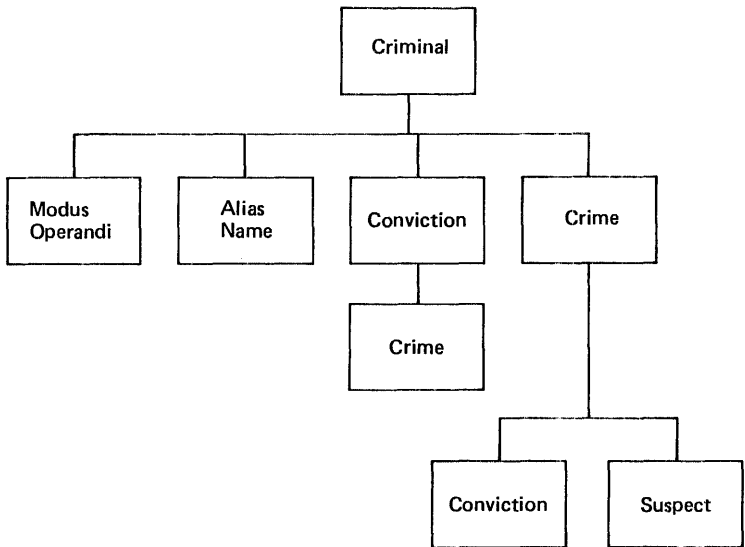 Criminal
Modus
Operandi
Alias
Name
Conviction
Crime
Crime
Conviction
Suspect